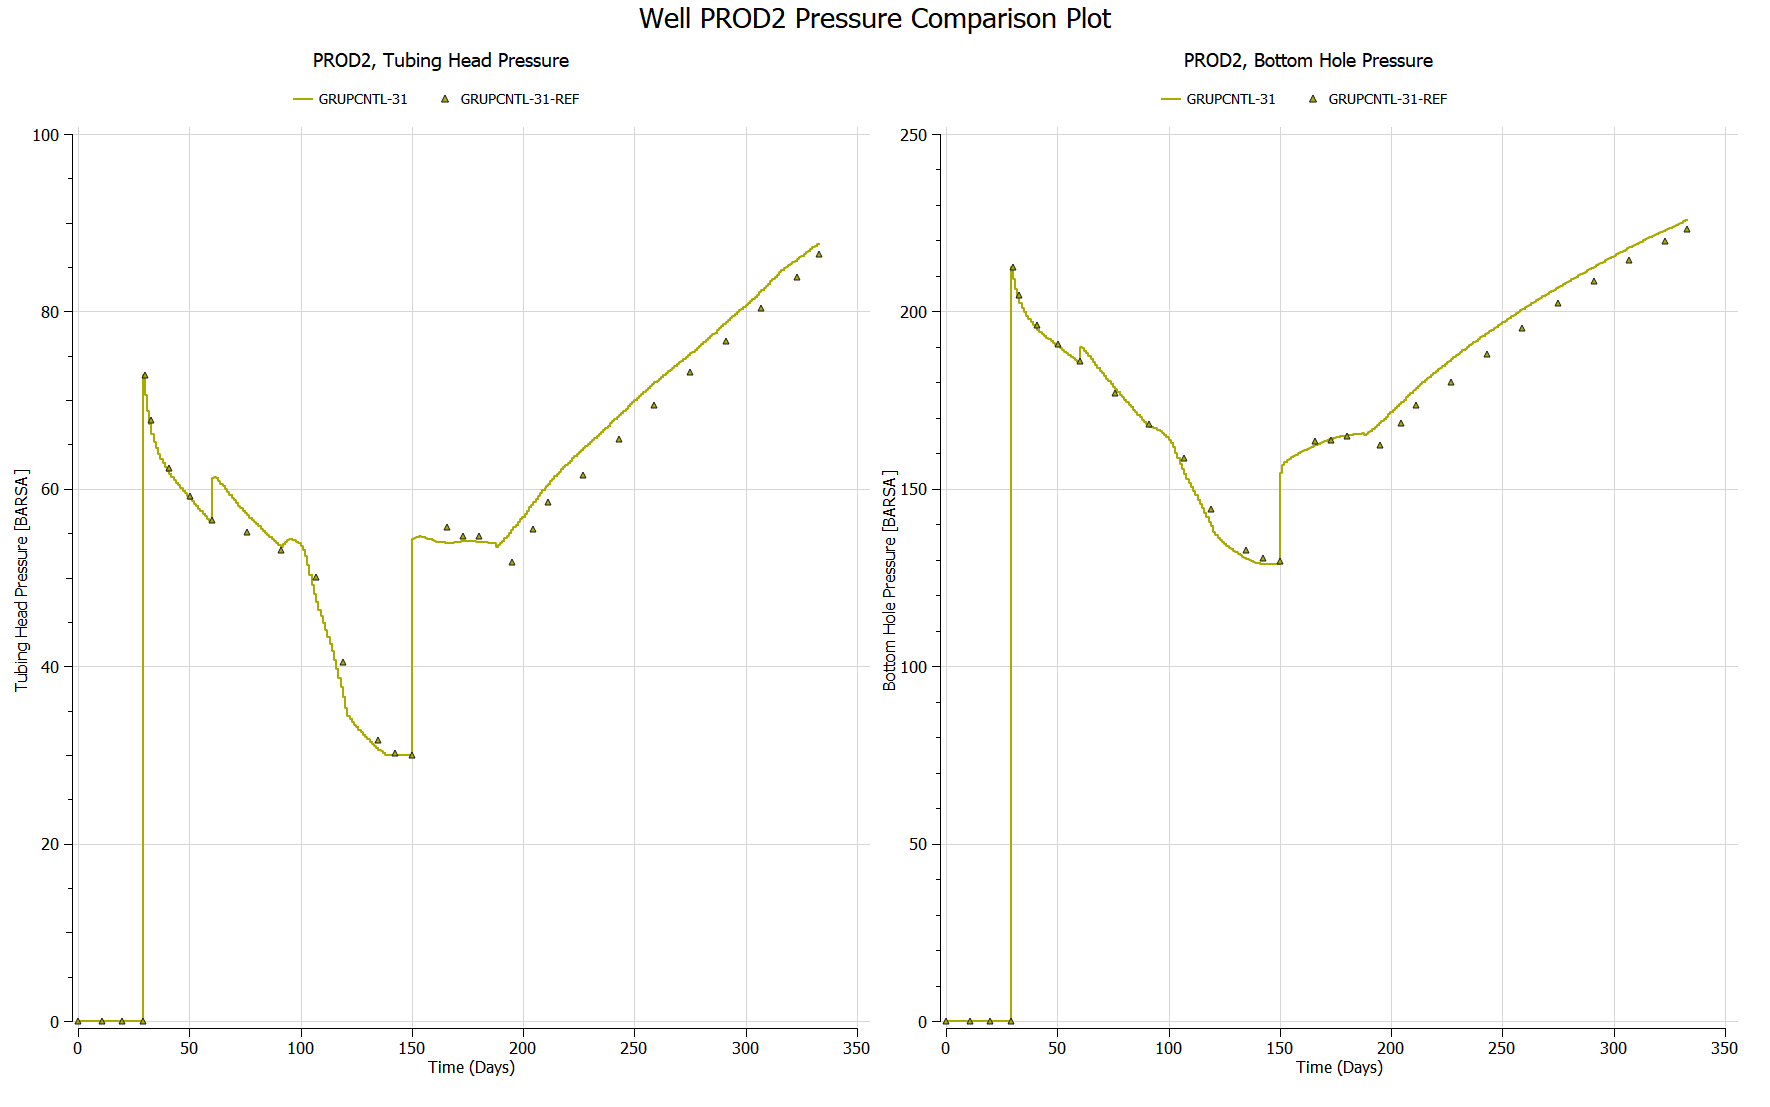 Well PROD2 Pressure Comparison Plot
PROD2, Tubing Head Pressure
GRUPCNTL-31 GRUPCNTL-31-REF
100
80
60
40
20
0
Tubing Head Pressure [BARSA]
0 50 100 150 200 250 300 350
Time (Days)
PROD2, Bottom Hole Pressure
GRUPCNTL-31 GRUPCNTL-31-REF
250
200
150
100
50
0
Bottom Hole Pressure [BARSA]
0 50 100 150 200 250 300 350
Time (Days)